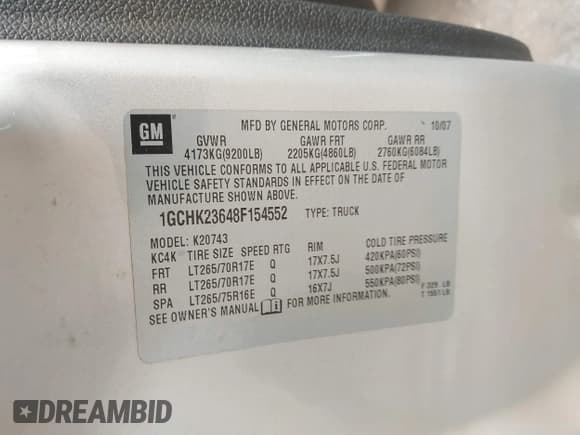 GM
MFD BY GENERAL MOTORS CORP. 10/07
GVWR GAWR FRT GAWR RR
4173KG(9200LB) 2205KG(4860LB) 2760KG(6084LB)
THIS VEHICLE CONFORMS TO ALL APPLICABLE U.S. FEDERAL MOTOR
VEHICLE SAFETY STANDARDS IN EFFECT ON THE DATE OF
MANUFACTURE SHOWN ABOVE.
1GCHK23648F154552 TYPE: TRUCK
MODEL: K20743
KC4K TIRE SIZE SPEED RTG RIM COLD TIRE PRESSURE
FRT LT265/70R17E Q 17X7.5J 420KPA(60PSI)
RR LT265/70R17E Q 17X7.5J 500KPA(72PSI)
SPA LT265/75R16E Q 16X7J 550KPA(80PSI)
SEE OWNER'S MANUAL FOR MORE INFORMATION.
DREAMBID